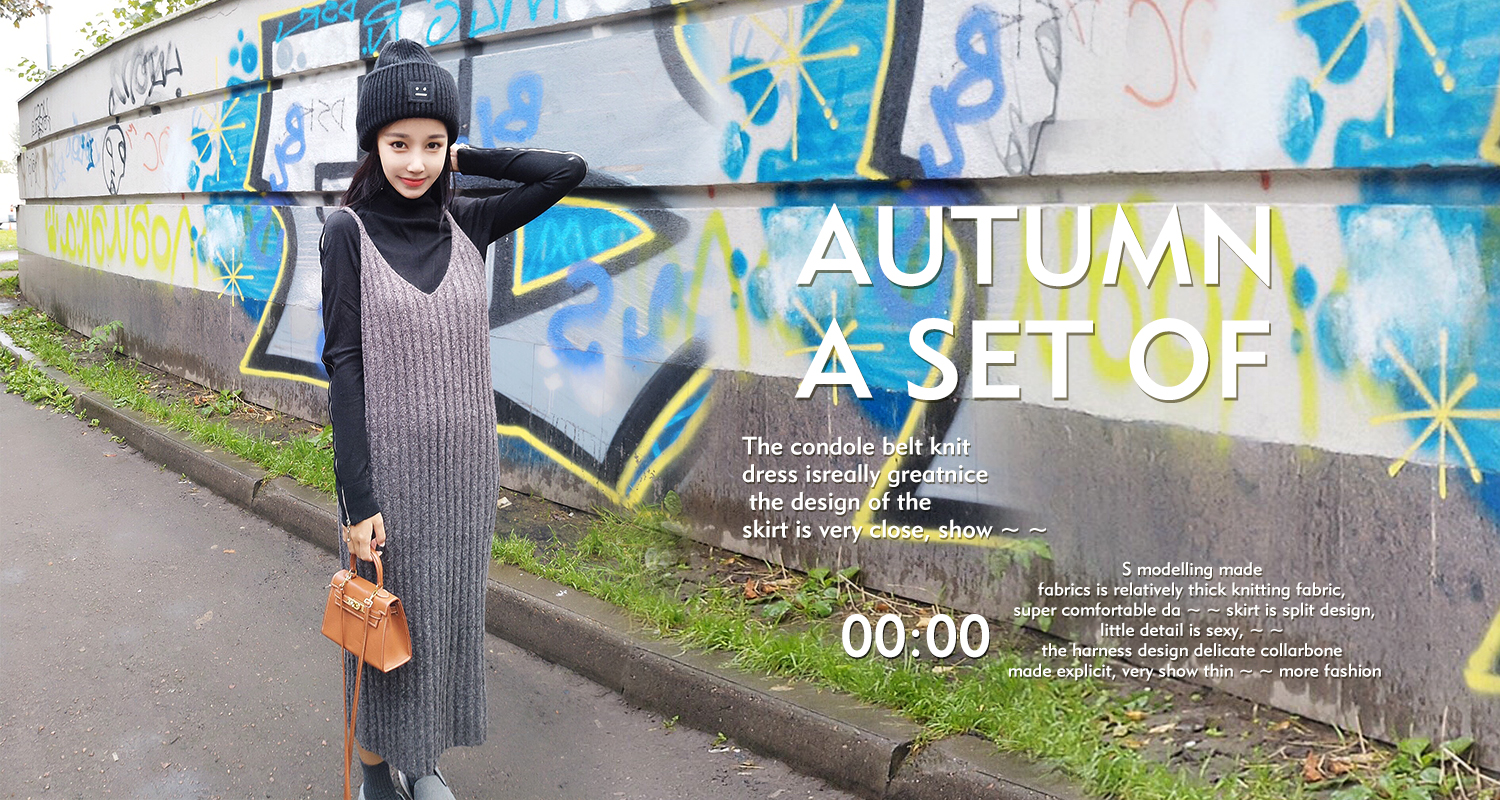 AUTUMN
A SET OF
The condole belt knit
dress isreally greatnice
the design of the
skirt is very close, show ~ ~
S modelling made
fabrics is relatively thick knitting fabric,
super comfortable da ~ ~ skirt is split design,
little detail is sexy, ~ ~
00:00
the harness design delicate collarbone
made explicit, very show thin ~ ~ more fashion